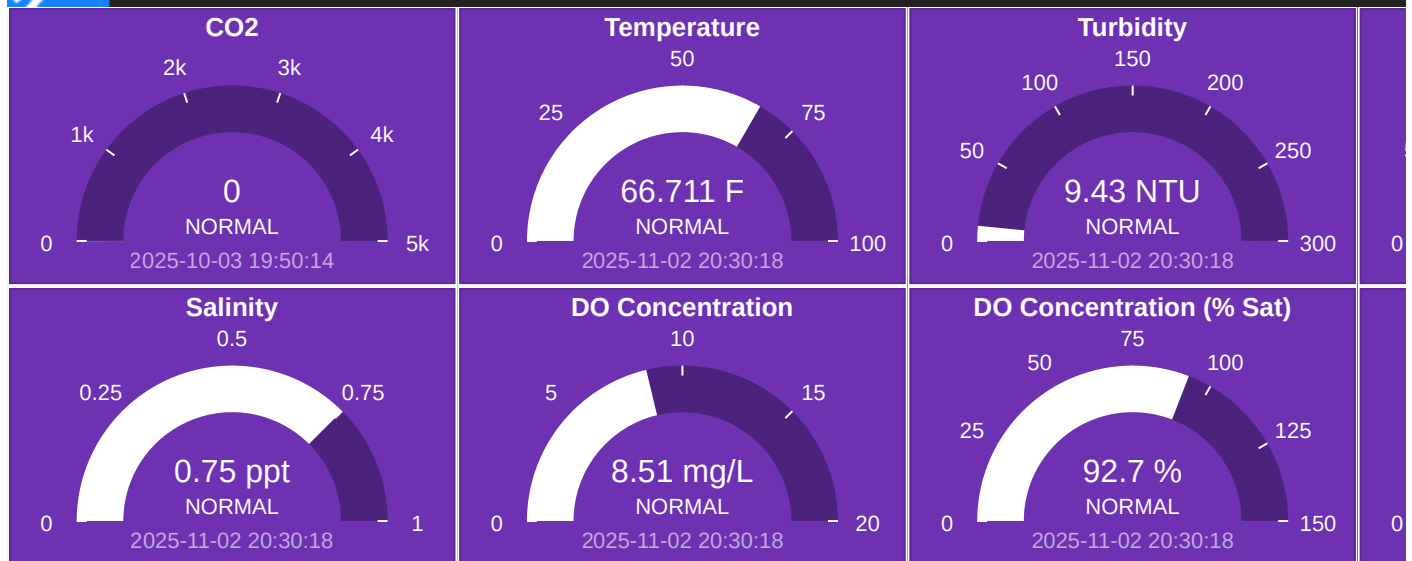 CO2
2k
3k
1k
4k
0
NORMAL
0
5k
2025-10-03 19:50:14
Temperature
50
25
75
66.711 F
NORMAL
0
100
2025-11-02 20:30:18
Turbidity
150
100
200
50
250
9.43 NTU
NORMAL
0
300
2025-11-02 20:30:18
0
Salinity
0.5
0.25
0.75
0.75 ppt
NORMAL
0
1
2025-11-02 20:30:18
DO Concentration
10
5
15
8.51 mg/L
NORMAL
0
20
2025-11-02 20:30:18
DO Concentration (% Sat)
75
50
100
25
125
92.7 %
NORMAL
0
150
2025-11-02 20:30:18
0